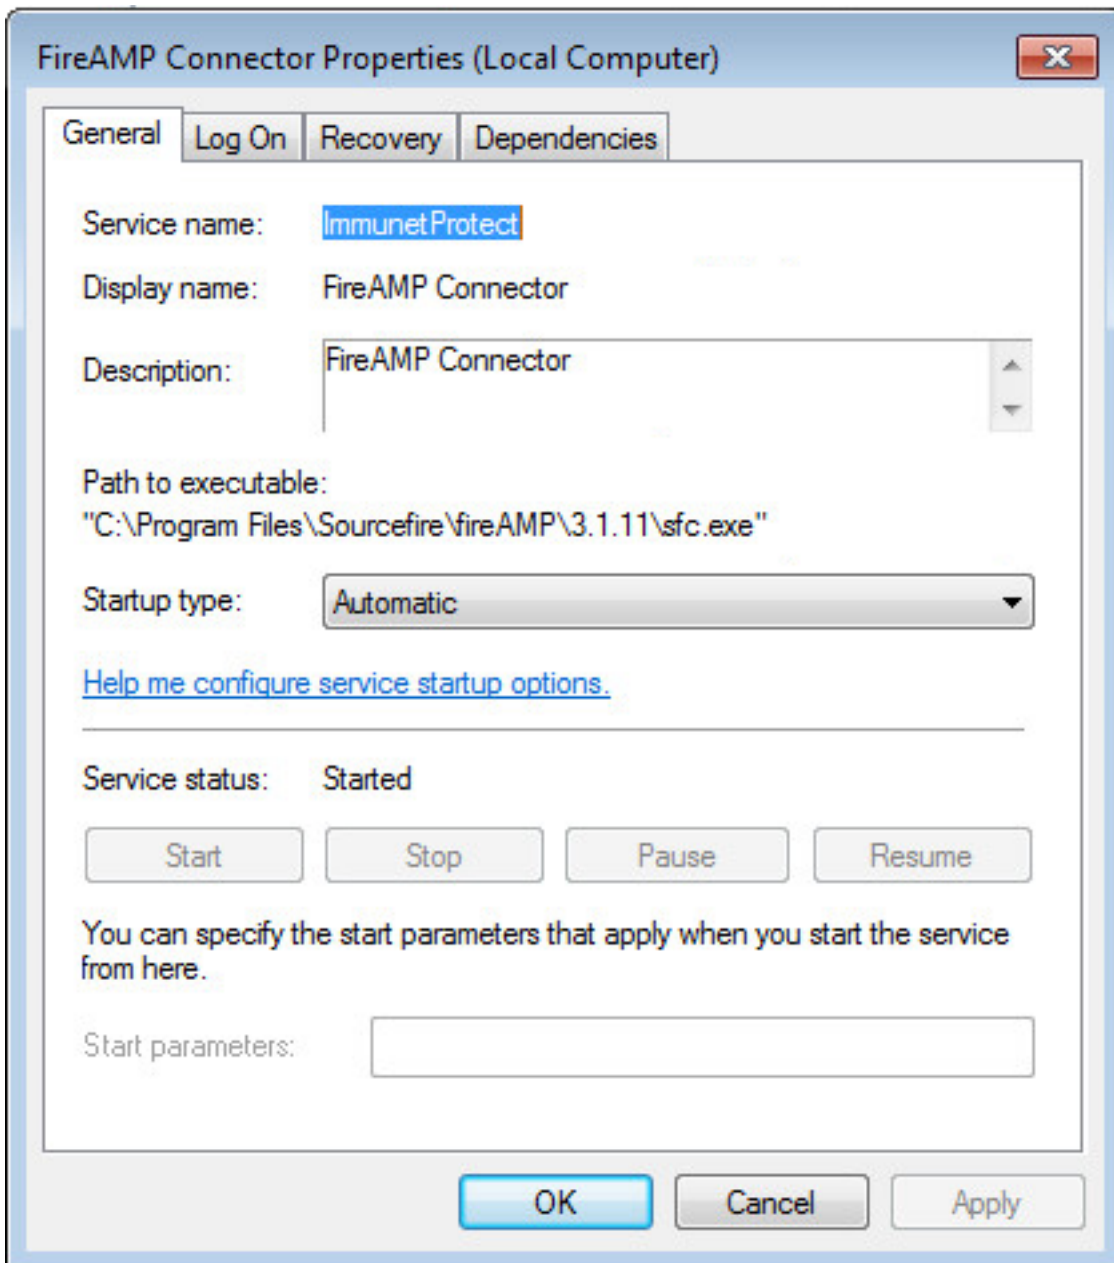 FireAMP Connector Properties (Local Computer)
General Log On Recovery Dependencies
Service name: ImmunetProtect
Display name: FireAMP Connector
Description: FireAMP Connector
Path to executable:
"C:\Program Files\Sourcefire\fireAMP\3.1.11\sfc.exe"
Startup type: Automatic
Help me configure service startup options.
Service status: Started
Start Stop Pause Resume
You can specify the start parameters that apply when you start the service
from here.
Start parameters:
OK Cancel Apply